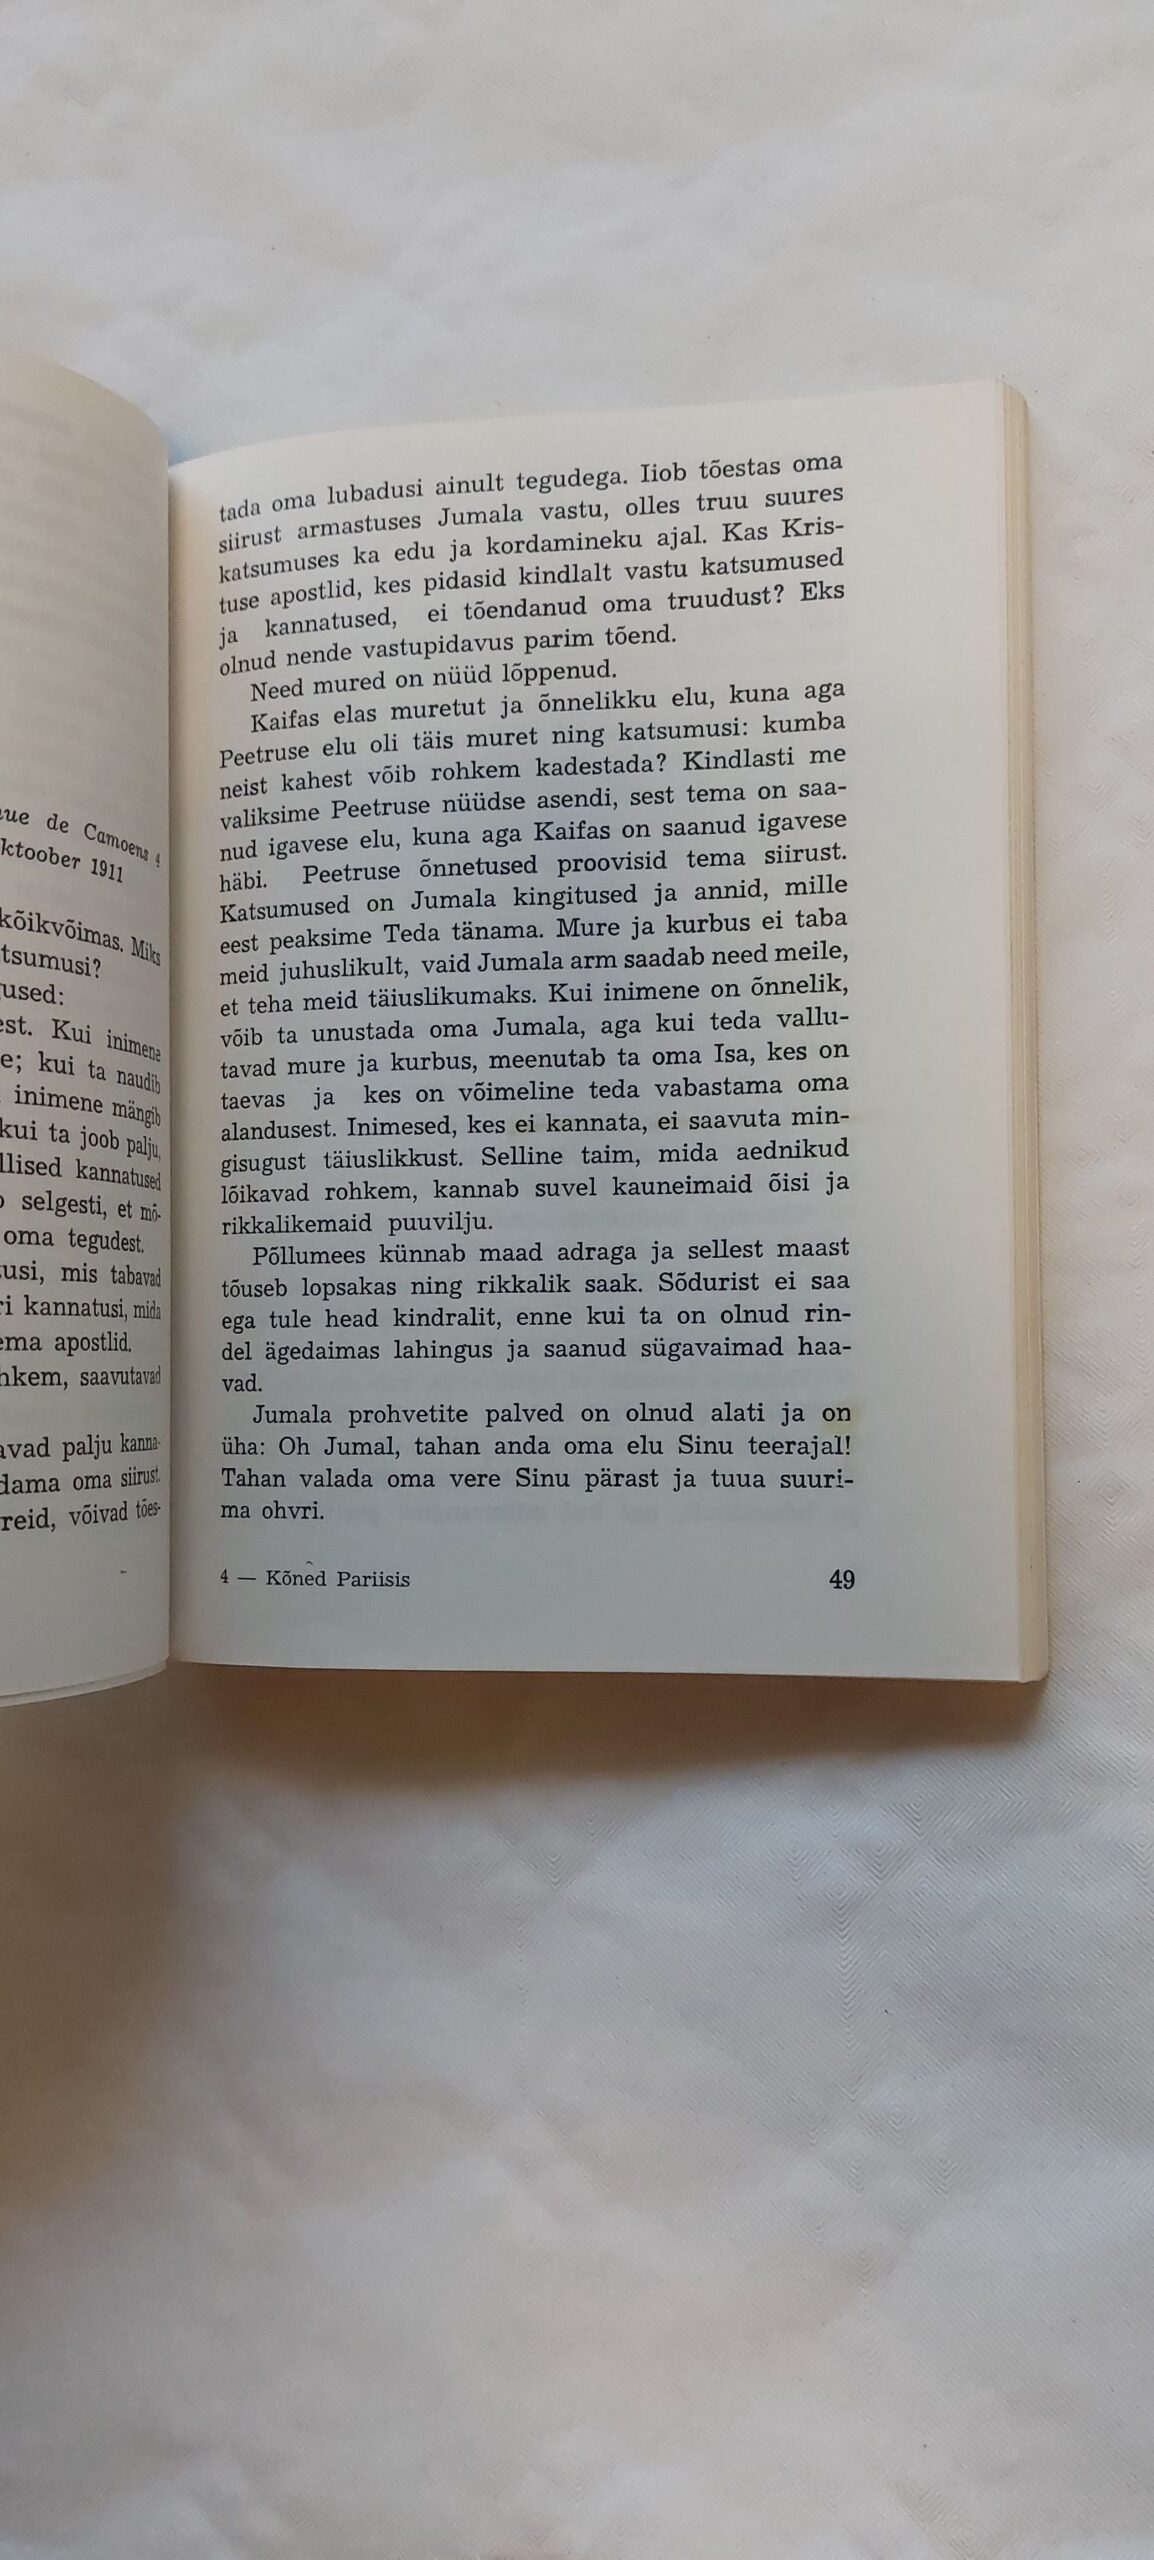 ue de Camoens 4
ktoober 1911
kõikvõimas. Miks
tsumusi?
used:
est. Kui inimene
e; kui ta naudib
inimene mängib
kui ta joob palju,
llised kannatused
selgesti, et mõ-
oma tegudest.
tusi, mis tabavad
ri kannatusi, mida
ema apostlid.
hkem, saavutavad
avad palju kanna-
dama oma siirust.
reid, võivad tões-
tada oma lubadusi ainult tegudega. Iiob tõestas oma
siirust armastuses Jumala vastu, olles truu suures
katsumuses ka edu ja kordamineku ajal. Kas Kris-
tuse apostlid, kes pidasid kindlalt vastu katsumused
ja kannatused, ei tõendanud oma truudust? Eks
olnud nende vastupidavus parim tõend.
Need mured on nüüd lõppenud.
Kaifas elas muretut ja õnnelikku elu, kuna aga
Peetruse elu oli täis muret ning katsumusi: kumba
neist kahest võib rohkem kadestada? Kindlasti me
valiksime Peetruse nüüdse asendi, sest tema on saa-
nud igavese elu, kuna aga Kaifas on saanud igavese
häbi. Peetruse õnnetused proovisid tema siirust.
Katsumused on Jumala kingitused ja annid, mille
eest peaksime Teda tänama. Mure ja kurbus ei taba
meid juhuslikult, vaid Jumala arm saadab need meile,
et teha meid täiuslikumaks. Kui inimene on õnnelik,
võib ta unustada oma Jumala, aga kui teda vallu-
tavad mure ja kurbus, meenutab ta oma Isa, kes on
taevas ja kes on võimeline teda vabastama oma
alandusest. Inimesed, kes ei kannata, ei saavuta min-
gisugust täiuslikkust. Selline taim, mida aednikud
lõikavad rohkem, kannab suvel kauneimaid õisi ja
rikkalikemaid puuvilju.
Põllumees künnab maad adraga ja sellest maast
tõuseb lopsakas ning rikkalik saak. Sõdurist ei saa
ega tule head kindralit, enne kui ta on olnud rin-
del ägedaimas lahingus ja saanud sügavaimad haa-
vad.
Jumala prohvetite palved on olnud alati ja on
üha: Oh Jumal, tahan anda oma elu Sinu teerajal!
Tahan valada oma vere Sinu pärast ja tuua suuri-
ma ohvri.
4 — Kõned Pariisis
49